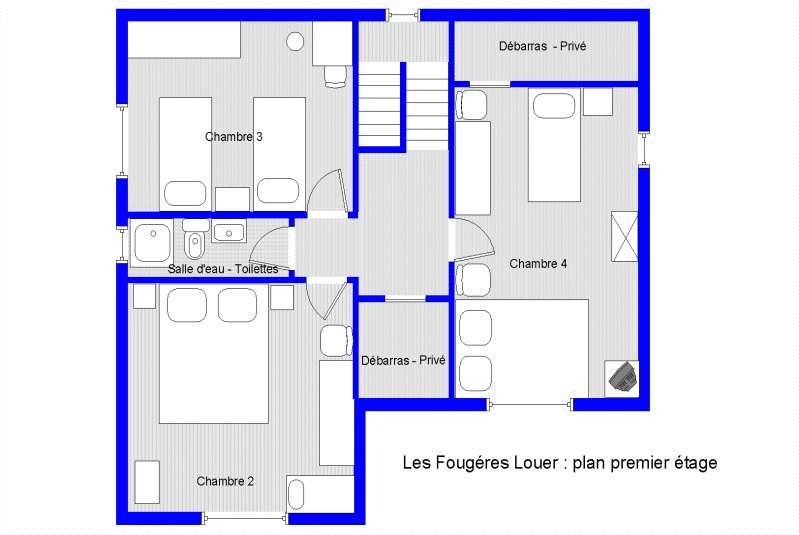 Débarras - Privé
Chambre 3
Salle d'eau - Toilettes
Chambre 4
Débarras - Privé
Chambre 2
Les Fougéres Louer : plan premier étage